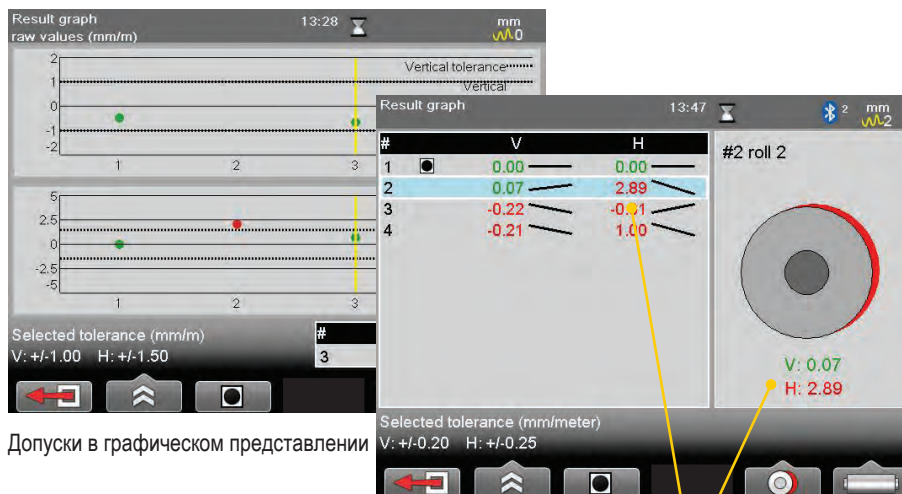 Result graph 13:28 mm
raw values (mm/m) 0
2
Vertical tolerance
1
Vertical
0
-1
-2
1 2 3
5
2.5
0
-2.5
-5
1 2 3
Selected tolerance (mm/m)
V: +/-1.00 H: +/-1.50
#
3
Допуски в графическом представлении
Result graph 13:47 2 mm
2
# V H
1 0.00 0.00
2 0.07 2.89
3 -0.22
4 -0.21 1.00
#2 roll 2
V: 0.07
H: 2.89
Selected tolerance (mm/meter)
V: +/-0.20 H: +/-0.25